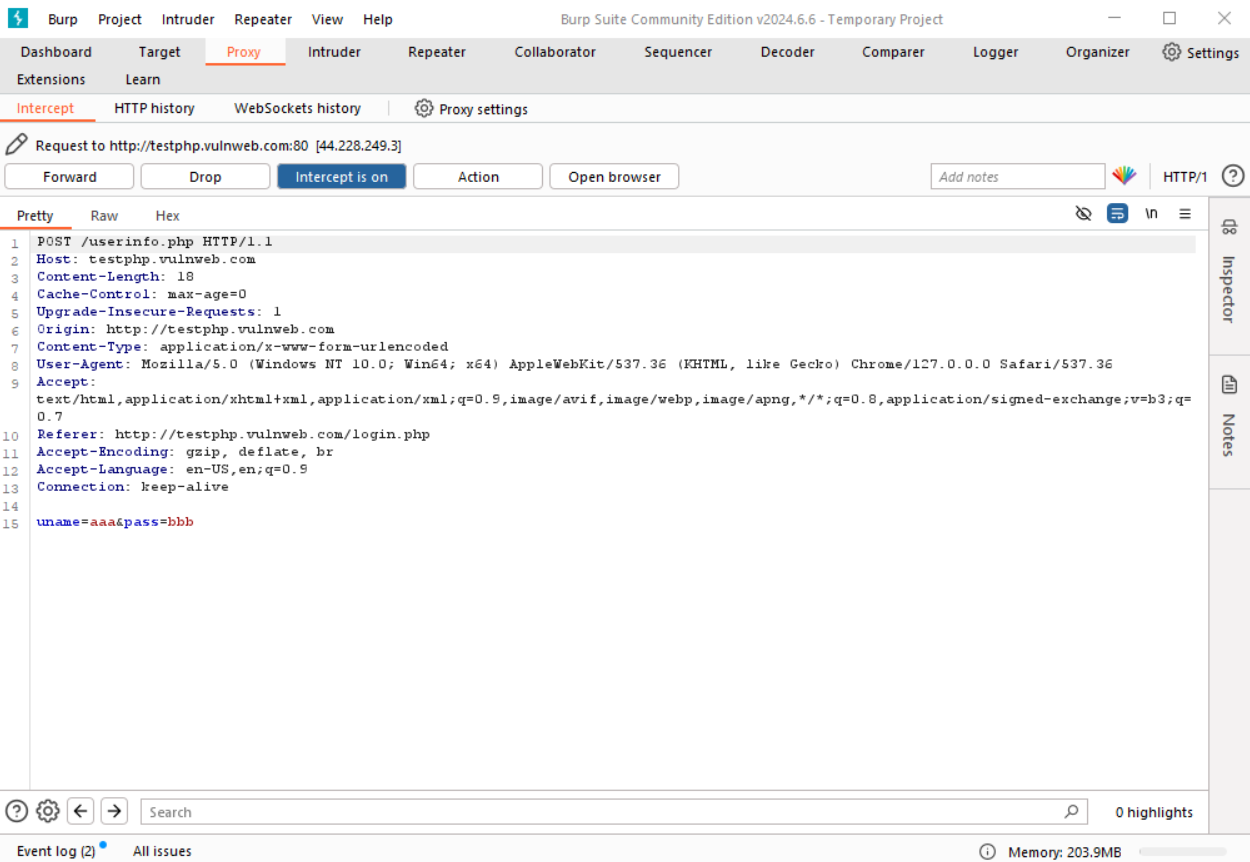 Burp Project Intruder Repeater View Help Burp Suite Community Edition v2024.6.6 - Temporary Project
Dashboard Target Proxy Intruder Repeater Collaborator Sequencer Decoder Comparer Logger Organizer Settings
Extensions Learn
Intercept HTTP history WebSockets history Proxy settings
Request to http://testphp.vulnweb.com:80 [44.228.249.3]
Forward Drop Intercept is on Action Open browser Add notes HTTP/1 ?
Pretty Raw Hex \n
1 POST /userinfo.php HTTP/1.1
2 Host: testphp.vulnweb.com
3 Content-Length: 18
4 Cache-Control: max-age=0
5 Upgrade-Insecure-Requests: 1
6 Origin: http://testphp.vulnweb.com
7 Content-Type: application/x-www-form-urlencoded
8 User-Agent: Mozilla/5.0 (Windows NT 10.0; Win64; x64) AppleWebKit/537.36 (KHTML, like Gecko) Chrome/127.0.0.0 Safari/537.36
9 Accept:
text/html,application/xhtml+xml,application/xml;q=0.9,image/avif,image/webp,image/apng,*/*;q=0.8,application/signed-exchange;v=b3;q=
0.7
10 Referer: http://testphp.vulnweb.com/login.php
11 Accept-Encoding: gzip, deflate, br
12 Accept-Language: en-US,en;q=0.9
13 Connection: keep-alive
14
15 uname=aaa&pass=bbb
Inspector
Notes
? Search 0 highlights
Event log (2) All issues Memory: 203.9MB